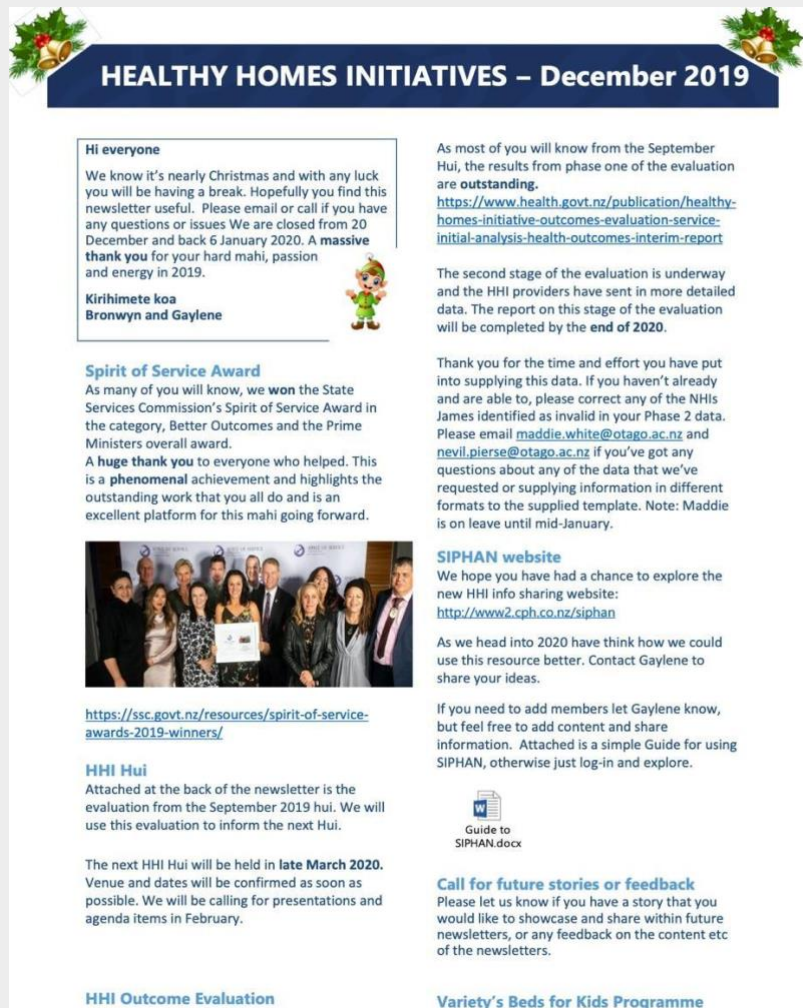 HEALTHY HOMES INITIATIVES – December 2019
Hi everyone
We know it's nearly Christmas and with any luck
you will be having a break. Hopefully you find this
newsletter useful.  Please email or call if you have
any questions or issues We are closed from 20
December and back 6 January 2020. A massive
thank you for your hard mahi, passion
and energy in 2019.
Kirihimete koa
Bronwyn and Gaylene
Spirit of Service Award
As many of you will know, we won the State
Services Commission's Spirit of Service Award in
the category, Better Outcomes and the Prime
Ministers overall award.
A huge thank you to everyone who helped. This
is a phenomenal achievement and highlights the
outstanding work that you all do and is an
excellent platform for this mahi going forward.
https://ssc.govt.nz/resources/spirit-of-service-
awards-2019-winners/
HHI Hui
Attached at the back of the newsletter is the
evaluation from the September 2019 hui. We will
use this evaluation to inform the next Hui.
The next HHI Hui will be held in late March 2020.
Venue and dates will be confirmed as soon as
possible. We will be calling for presentations and
agenda items in February.
HHI Outcome Evaluation
As most of you will know from the September
Hui, the results from phase one of the evaluation
are outstanding.
https://www.health.govt.nz/publication/healthy-
homes-initiative-outcomes-evaluation-service-
initial-analysis-health-outcomes-interim-report
The second stage of the evaluation is underway
and the HHI providers have sent in more detailed
data. The report on this stage of the evaluation
will be completed by the end of 2020.
Thank you for the time and effort you have put
into supplying this data. If you haven't already
and are able to, please correct any of the NHIs
James identified as invalid in your Phase 2 data.
Please email maddie.white@otago.ac.nz and
nevil.pierse@otago.ac.nz if you've got any
questions about any of the data that we've
requested or supplying information in different
formats to the supplied template. Note: Maddie
is on leave until mid-January.
SIPHAN website
We hope you have had a chance to explore the
new HHI info sharing website:
http://www2.cph.co.nz/siphan
As we head into 2020 have think how we could
use this resource better. Contact Gaylene to
share your ideas.
If you need to add members let Gaylene know,
but feel free to add content and share
information.  Attached is a simple Guide for using
SIPHAN, otherwise just log-in and explore.
Guide to
SIPHAN.docx
Call for future stories or feedback
Please let us know if you have a story that you
would like to showcase and share within future
newsletters, or any feedback on the content etc
of the newsletters.
Variety's Beds for Kids Programme